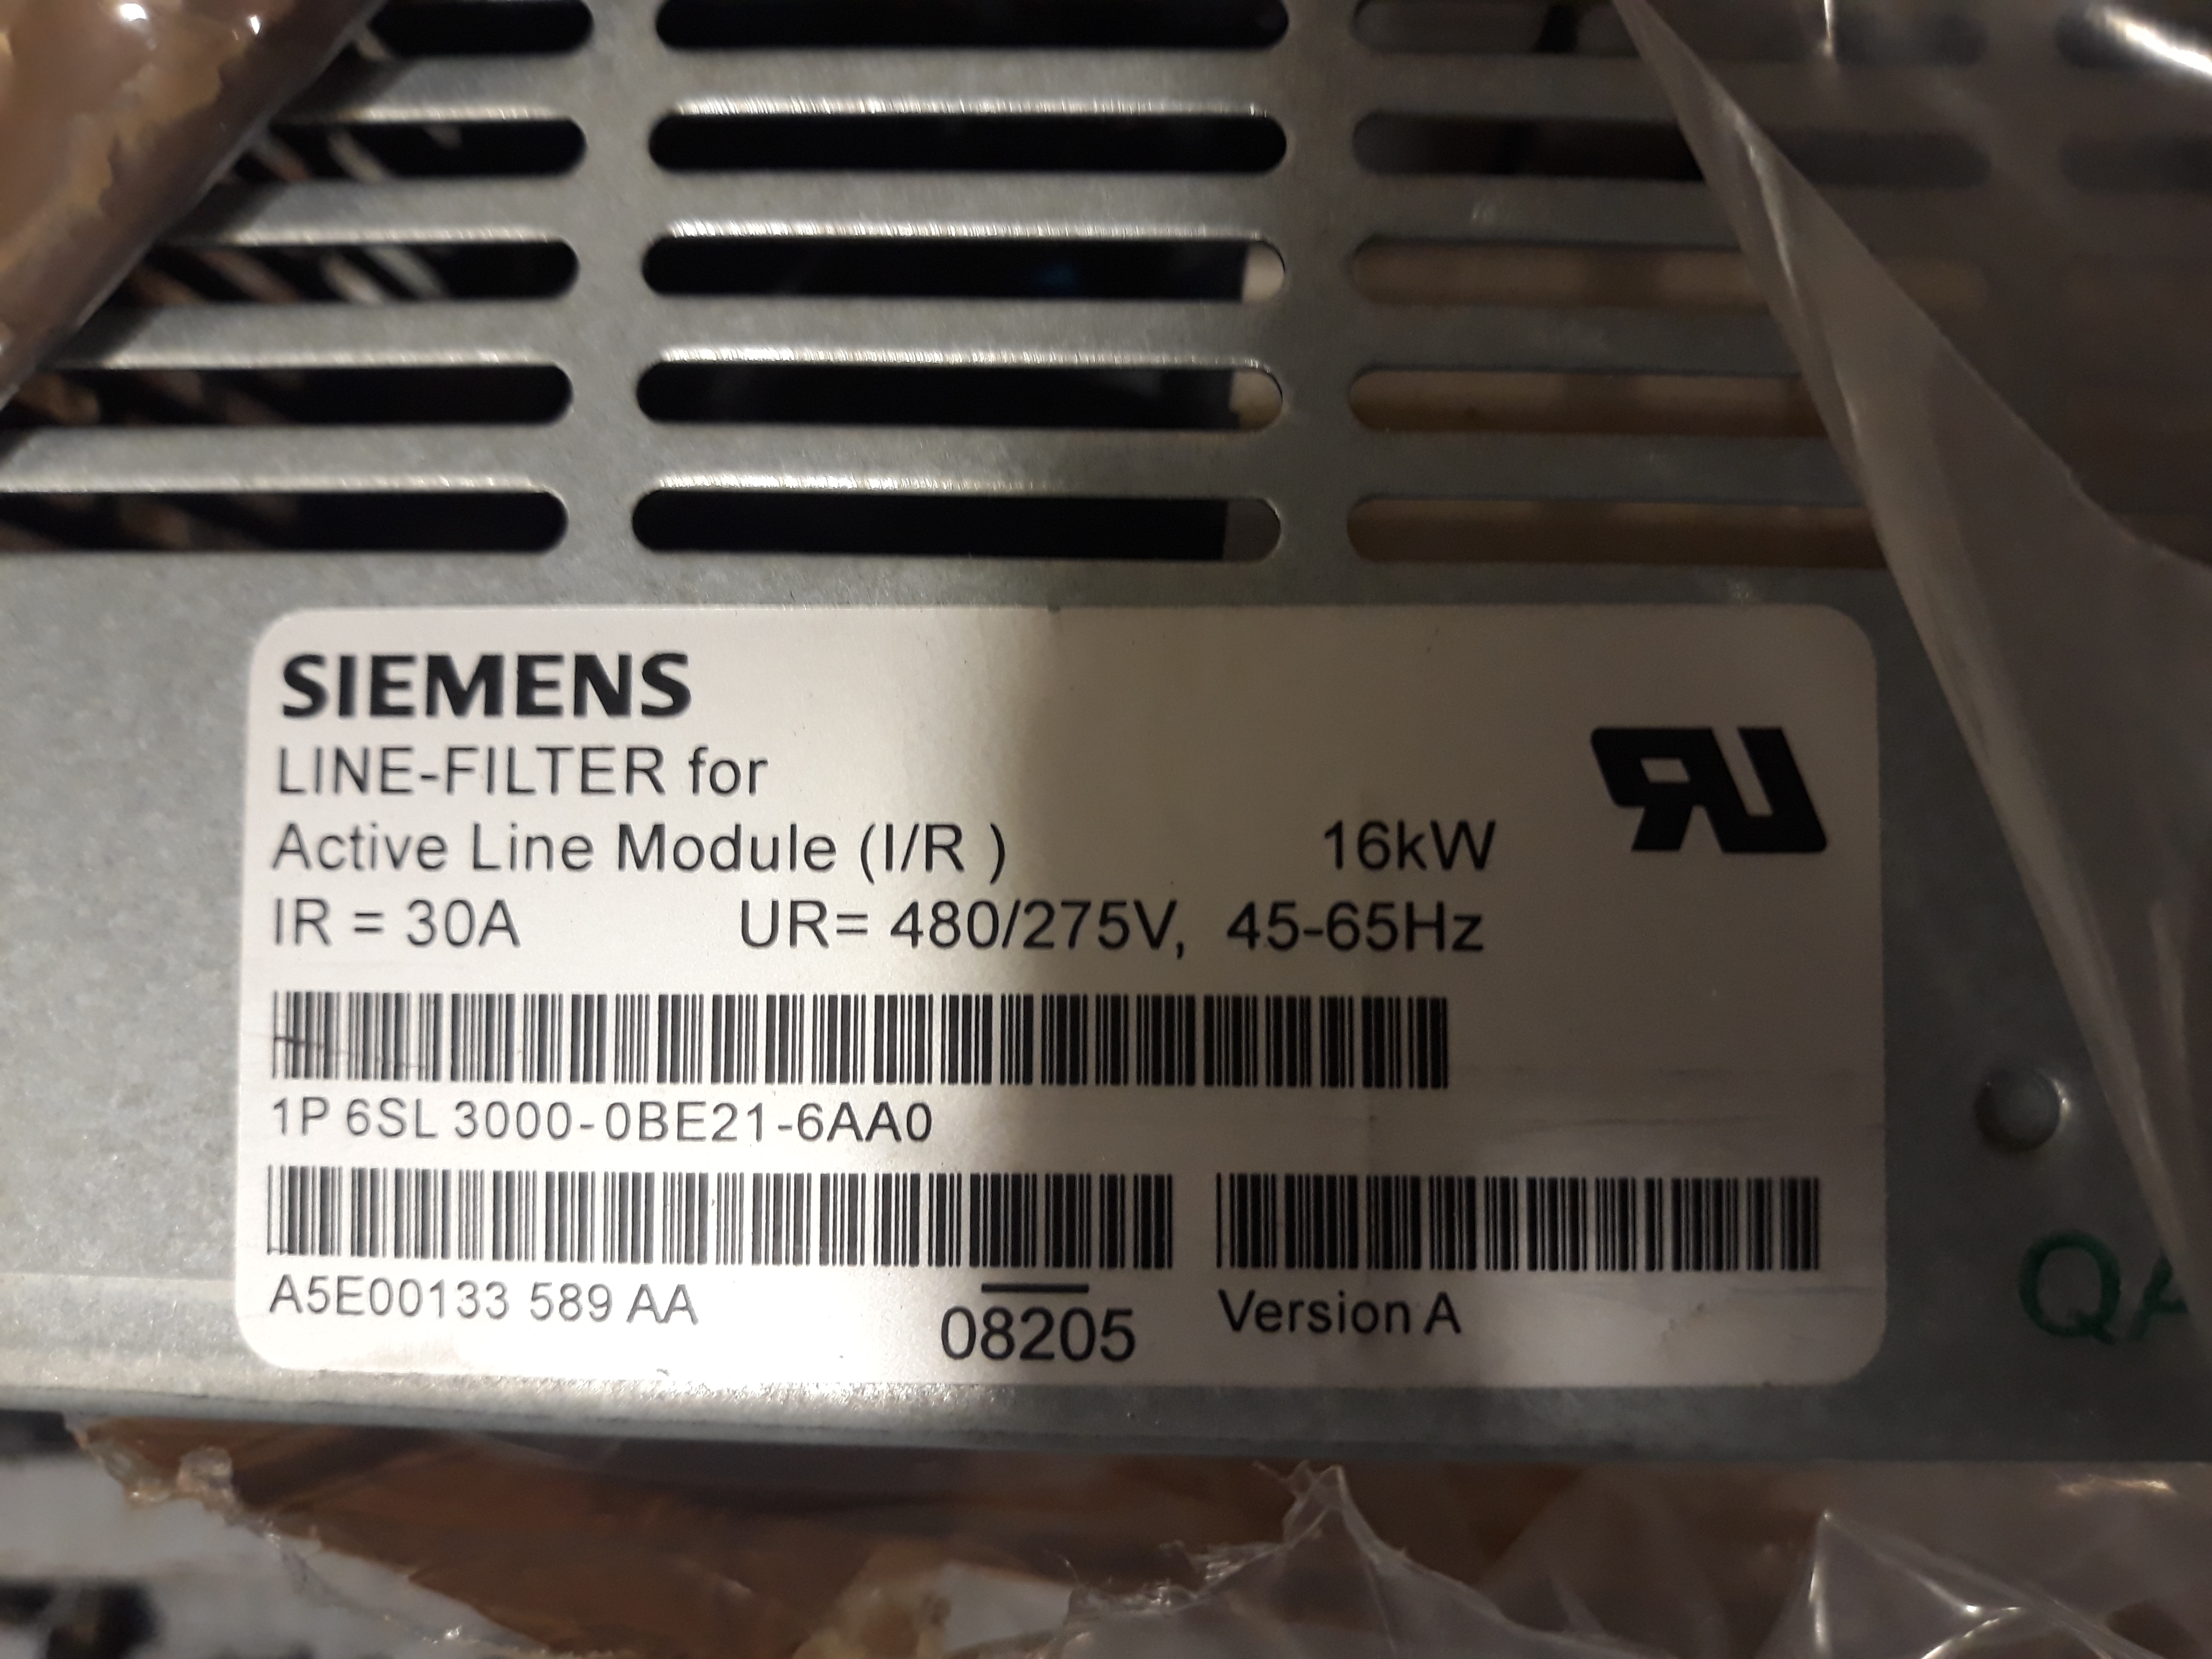 SIEMENS
LINE-FILTER for
Active Line Module (I/R ) 16kW
IR = 30A UR= 480/275V, 45-65Hz
1P 6SL 3000-0BE21-6AA0
A5E00133 589 AA 08205 Version A
QA